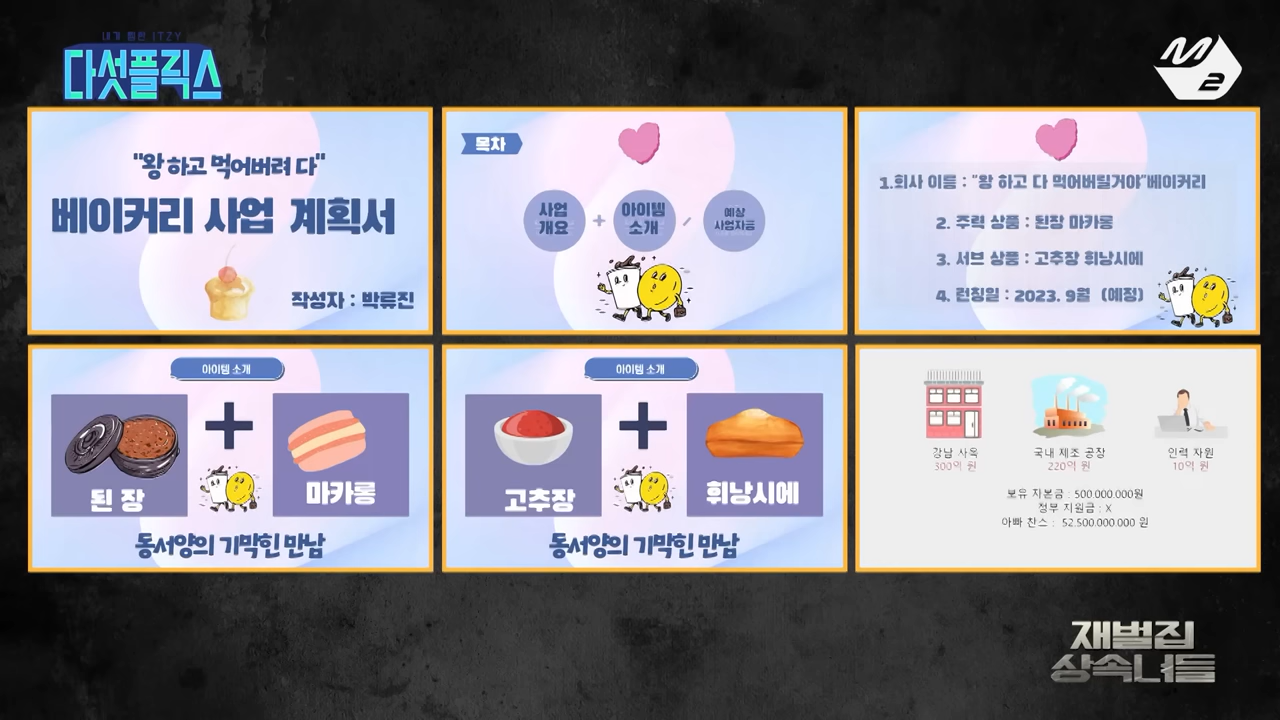 내가 찜한 ITZY
다섯플릭스
M2
"왕 하고 먹어버려 다"
베이커리 사업 계획서
작성자 : 박류진
목차
사업
개요
+
아이템
소개
/
예상
사업자금
1.회사 이름 : "왕 하고 다 먹어버릴거야"베이커리
2. 주력 상품 : 된장 마카롱
3. 서브 상품 : 고추장 휘낭시에
4. 런칭일 : 2023. 9월 (예정)
아이템 소개
+
된 장
마카롱
동서양의 기막힌 만남
아이템 소개
+
고추장
휘낭시에
동서양의 기막힌 만남
강남 사옥
300억 원
국내 제조 공장
220억 원
인력 자원
10억 원
보유 자본금 : 500.000.000원
정부 지원금 : X
아빠 찬스 : 52.500.000.000 원
재벌집
상속녀들